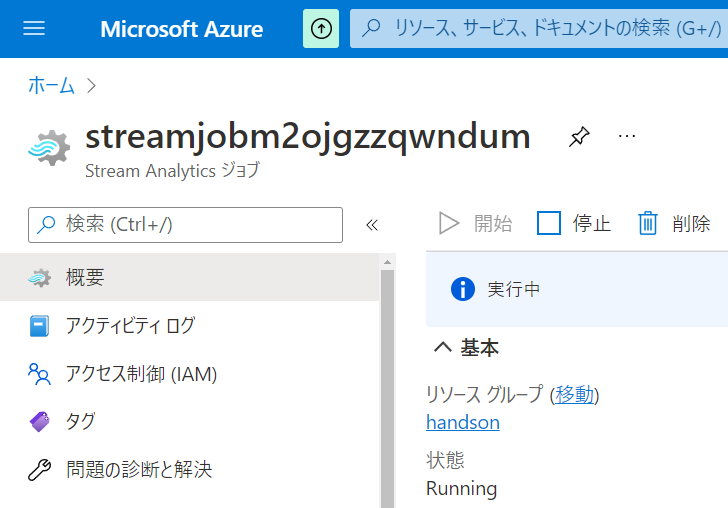 Microsoft Azure
リソース、サービス、ドキュメントの検索 (G+/)
ホーム
streamjobm2ojgzzqwndum
Stream Analytics ジョブ
検索 (Ctrl+/)
«
開始
停止
削除
概要
アクティビティ ログ
アクセス制御 (IAM)
タグ
問題の診断と解決
実行中
基本
リソース グループ (移動)
handson
状態
Running